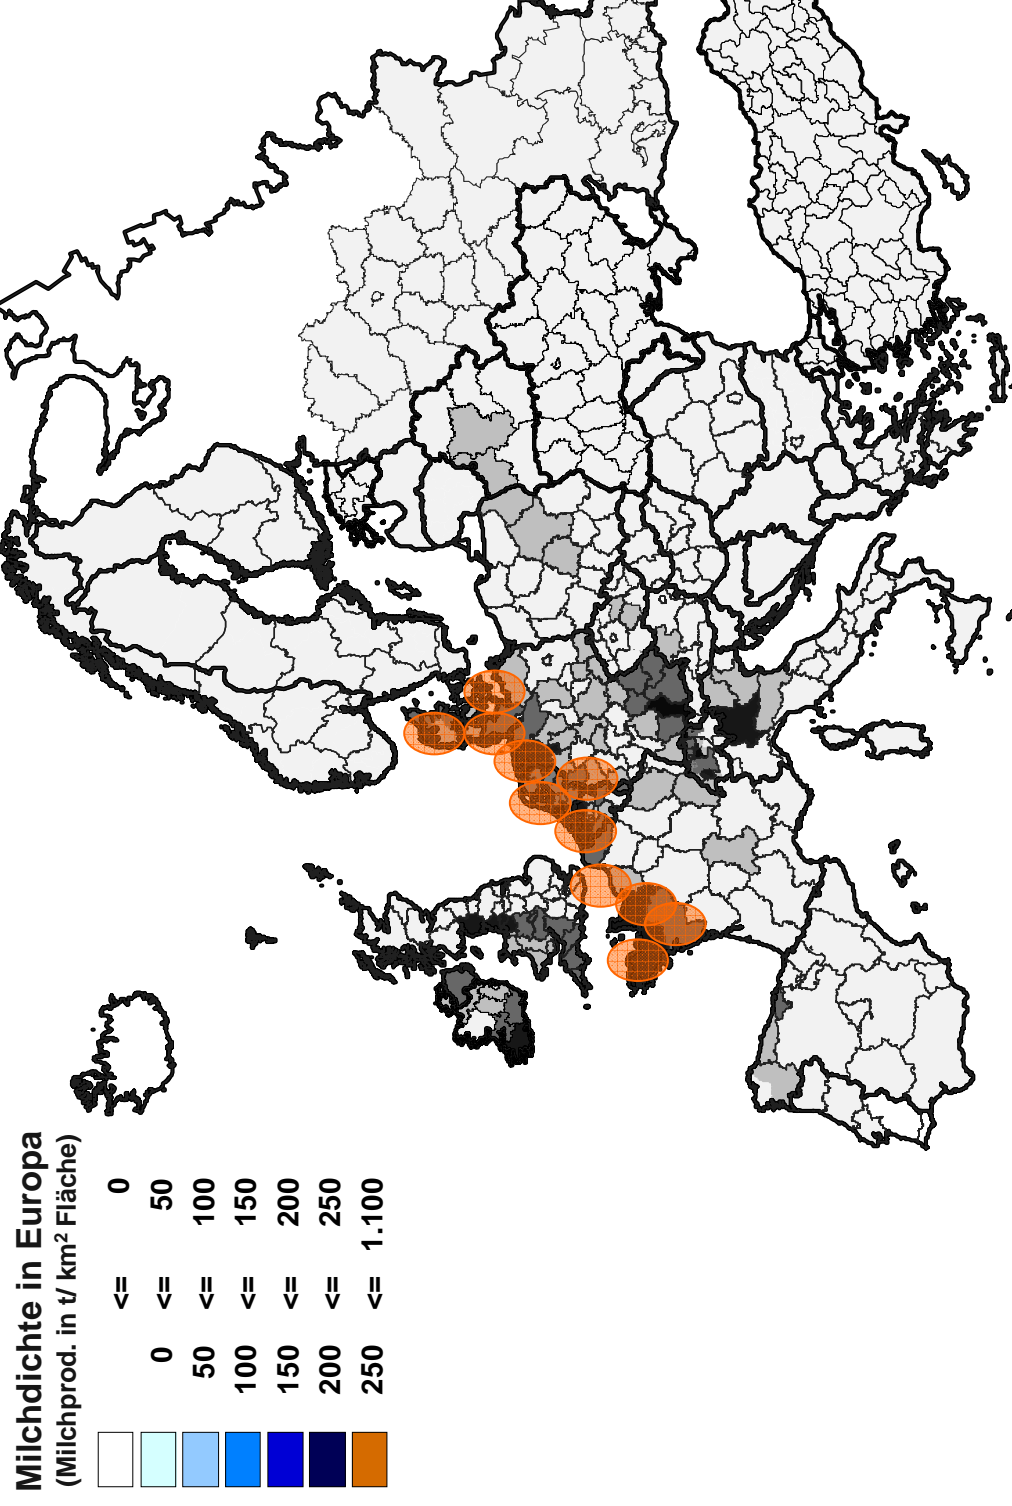 Milchdichte in Europa
(Milchprod. in t/ km² Fläche)
<= 0
0 <= 50
50 <= 100
100 <= 150
150 <= 200
200 <= 250
250 <= 1.100